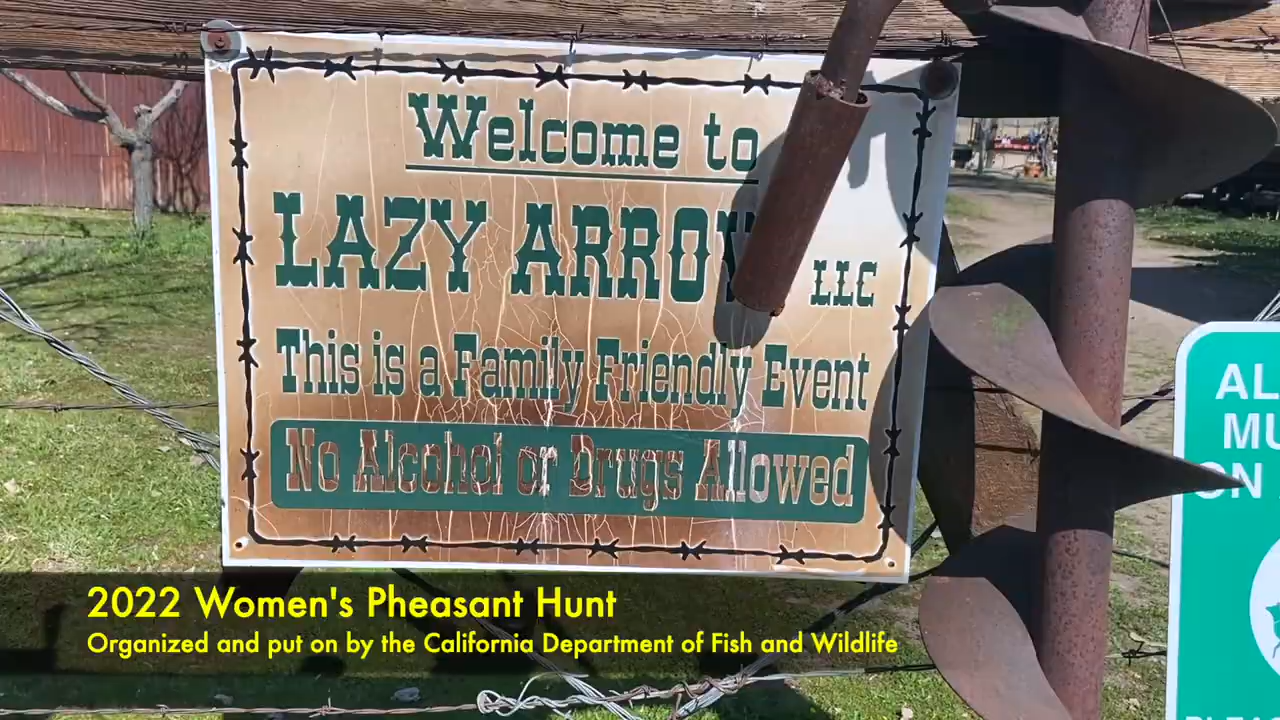 Welcome to
LAZY ARROW LLC
This is a Family Friendly Event
No Alcohol or Drugs Allowed
AL
MU
ON
2022 Women's Pheasant Hunt
Organized and put on by the California Department of Fish and Wildlife